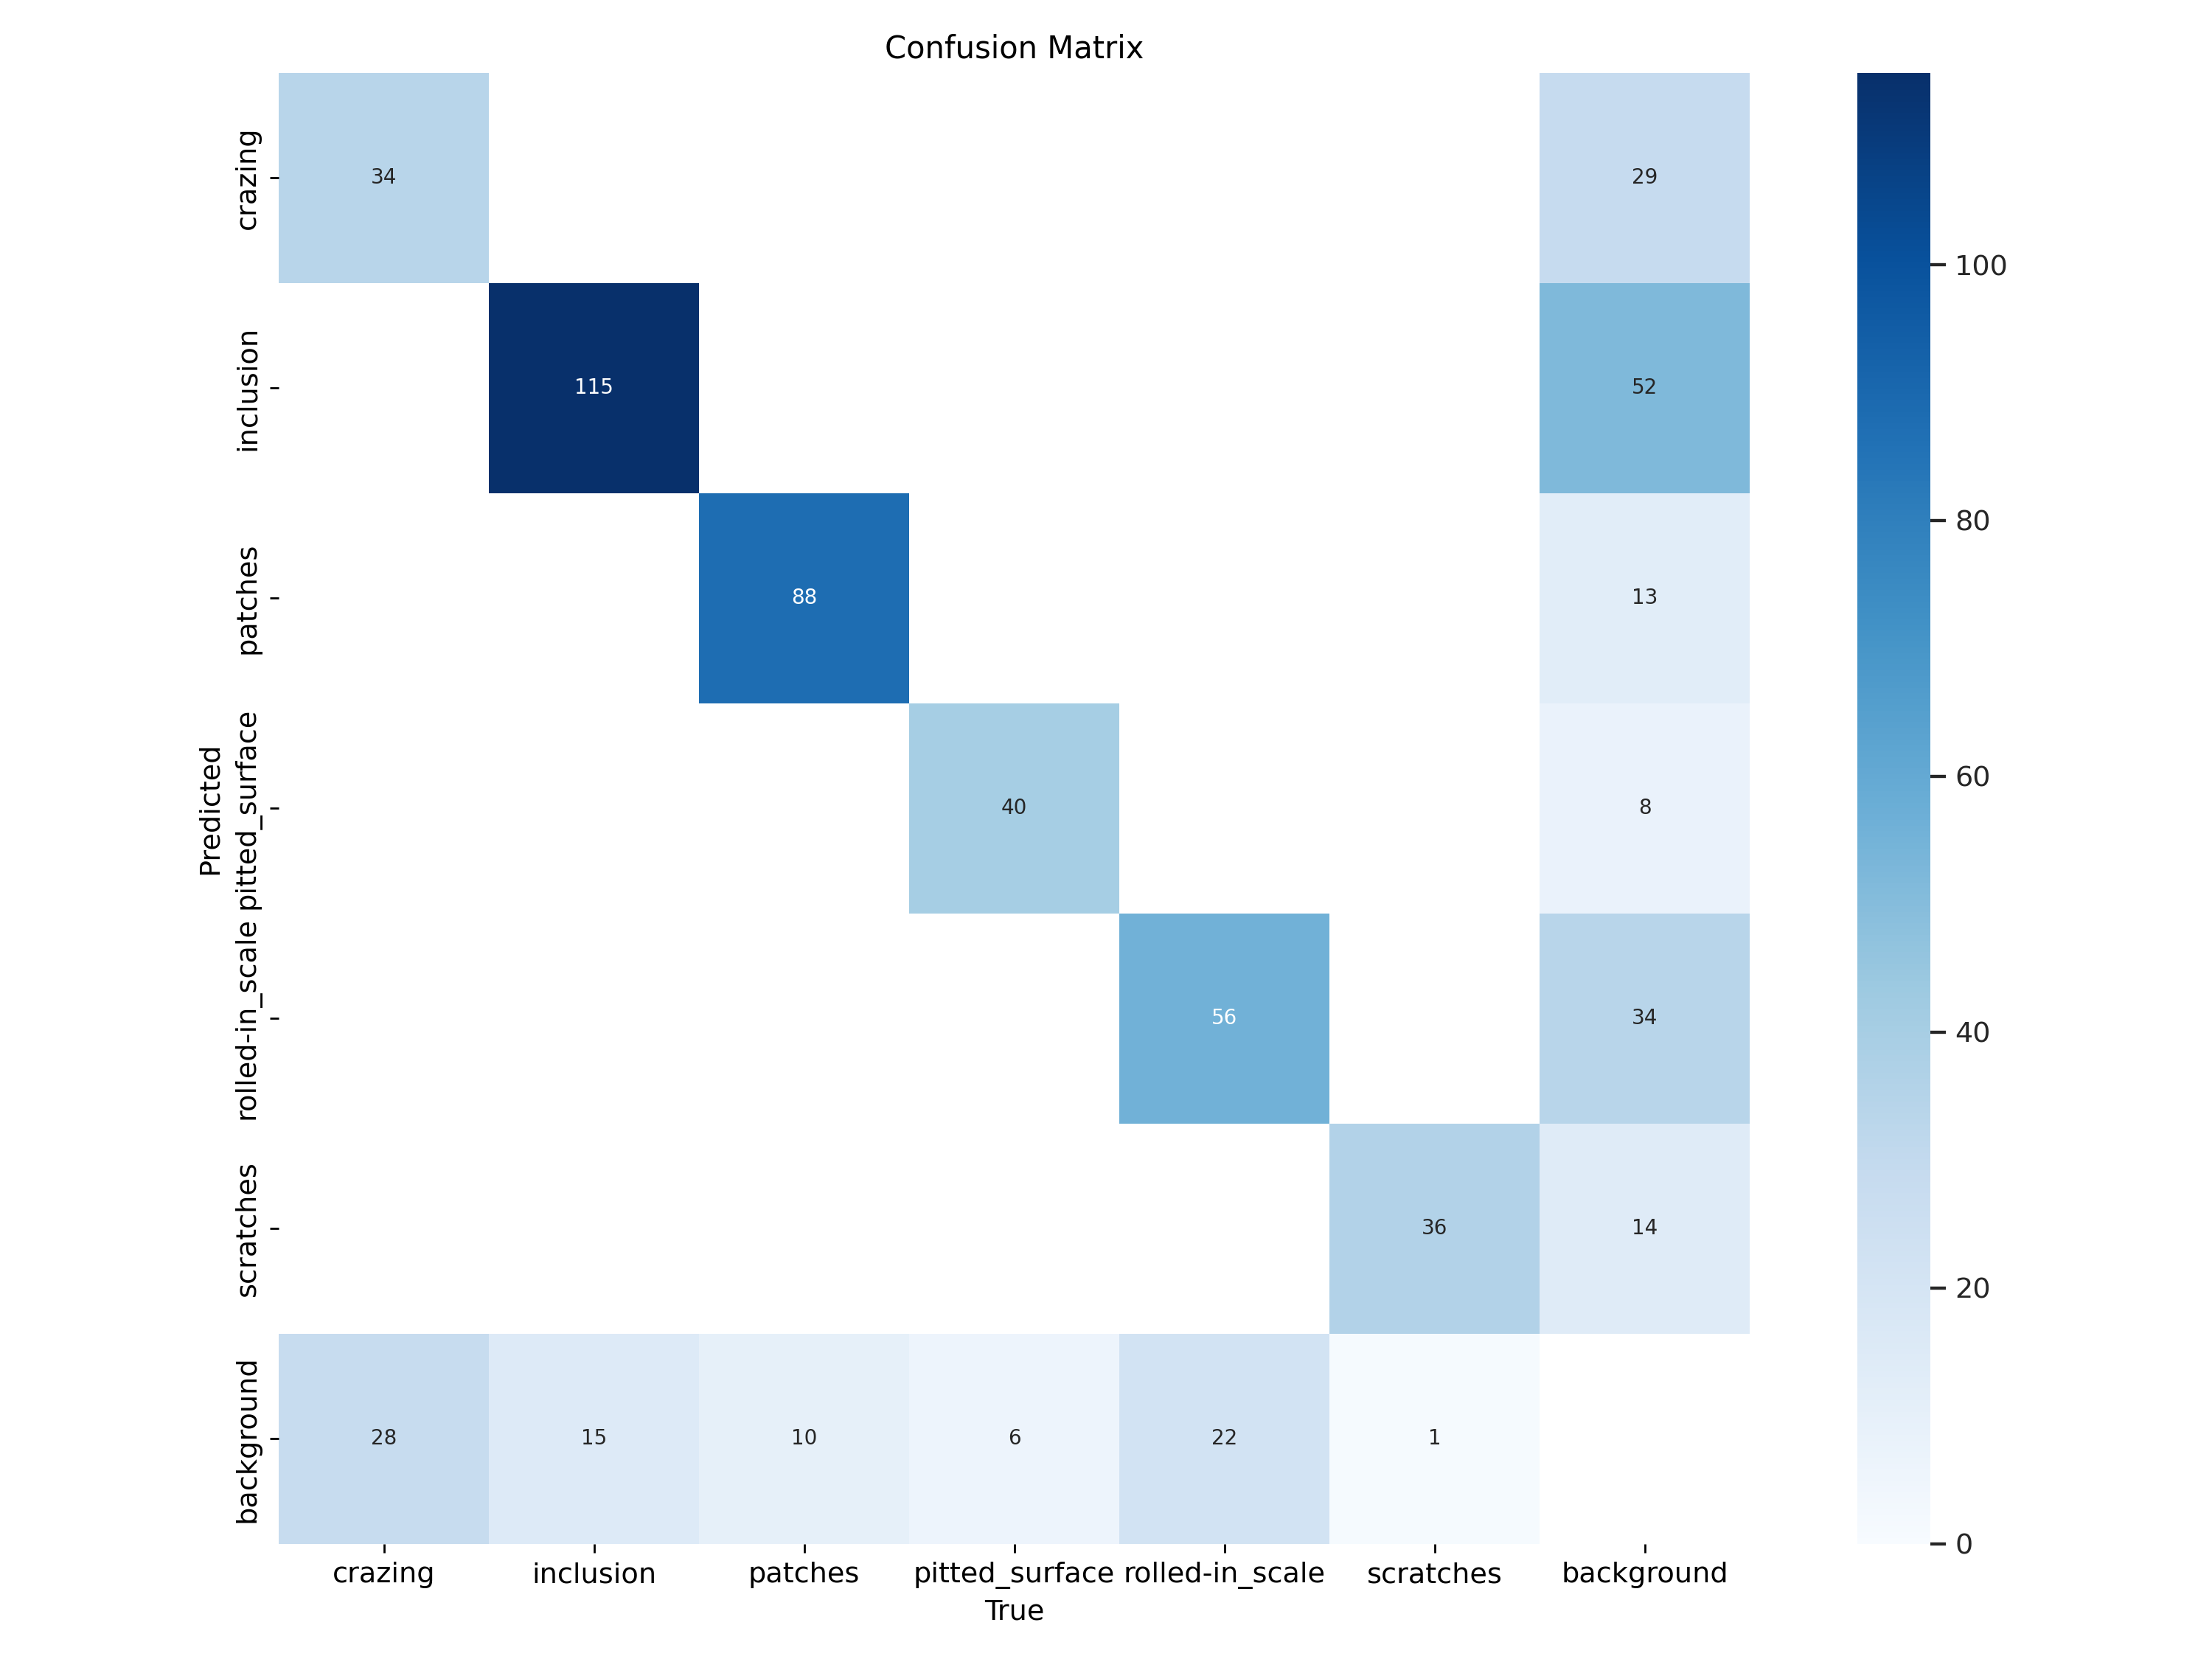 Confusion Matrix
crazing
34
29
100
inclusion
115
52
80
patches
88
13
60
Predicted
pitted_surface
40
8
40
rolled-in_scale
56
34
scratches
36
14
20
background
28 15 10 6 22 1
0
crazing inclusion patches pitted_surface rolled-in_scale scratches background
True